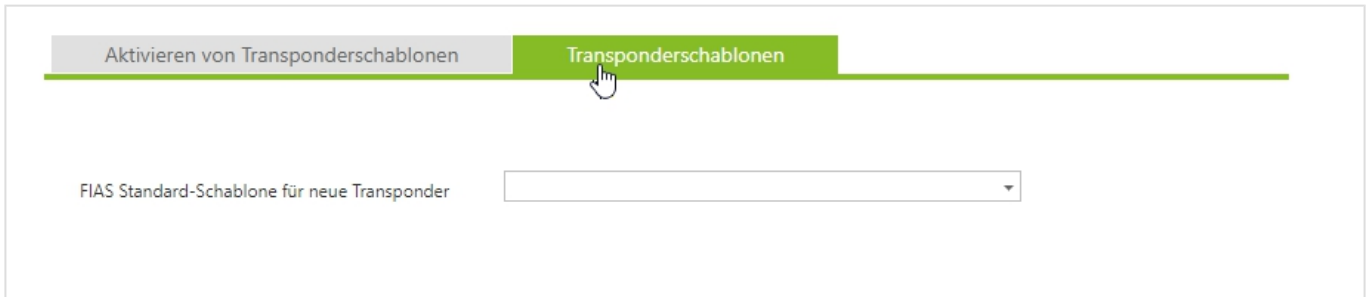 Aktivieren von Transponderschablonen
Transponderschablonen
FIAS Standard-Schablone für neue Transponder